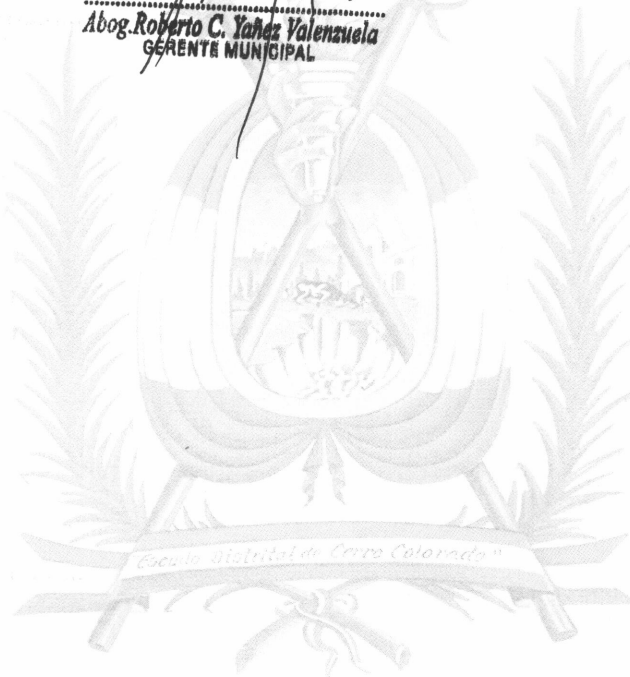 Abog.Roberto C. Yañez Valenzuela
GERENTE MUNICIPAL
"Escudo Distrital de Cerro Colorado"